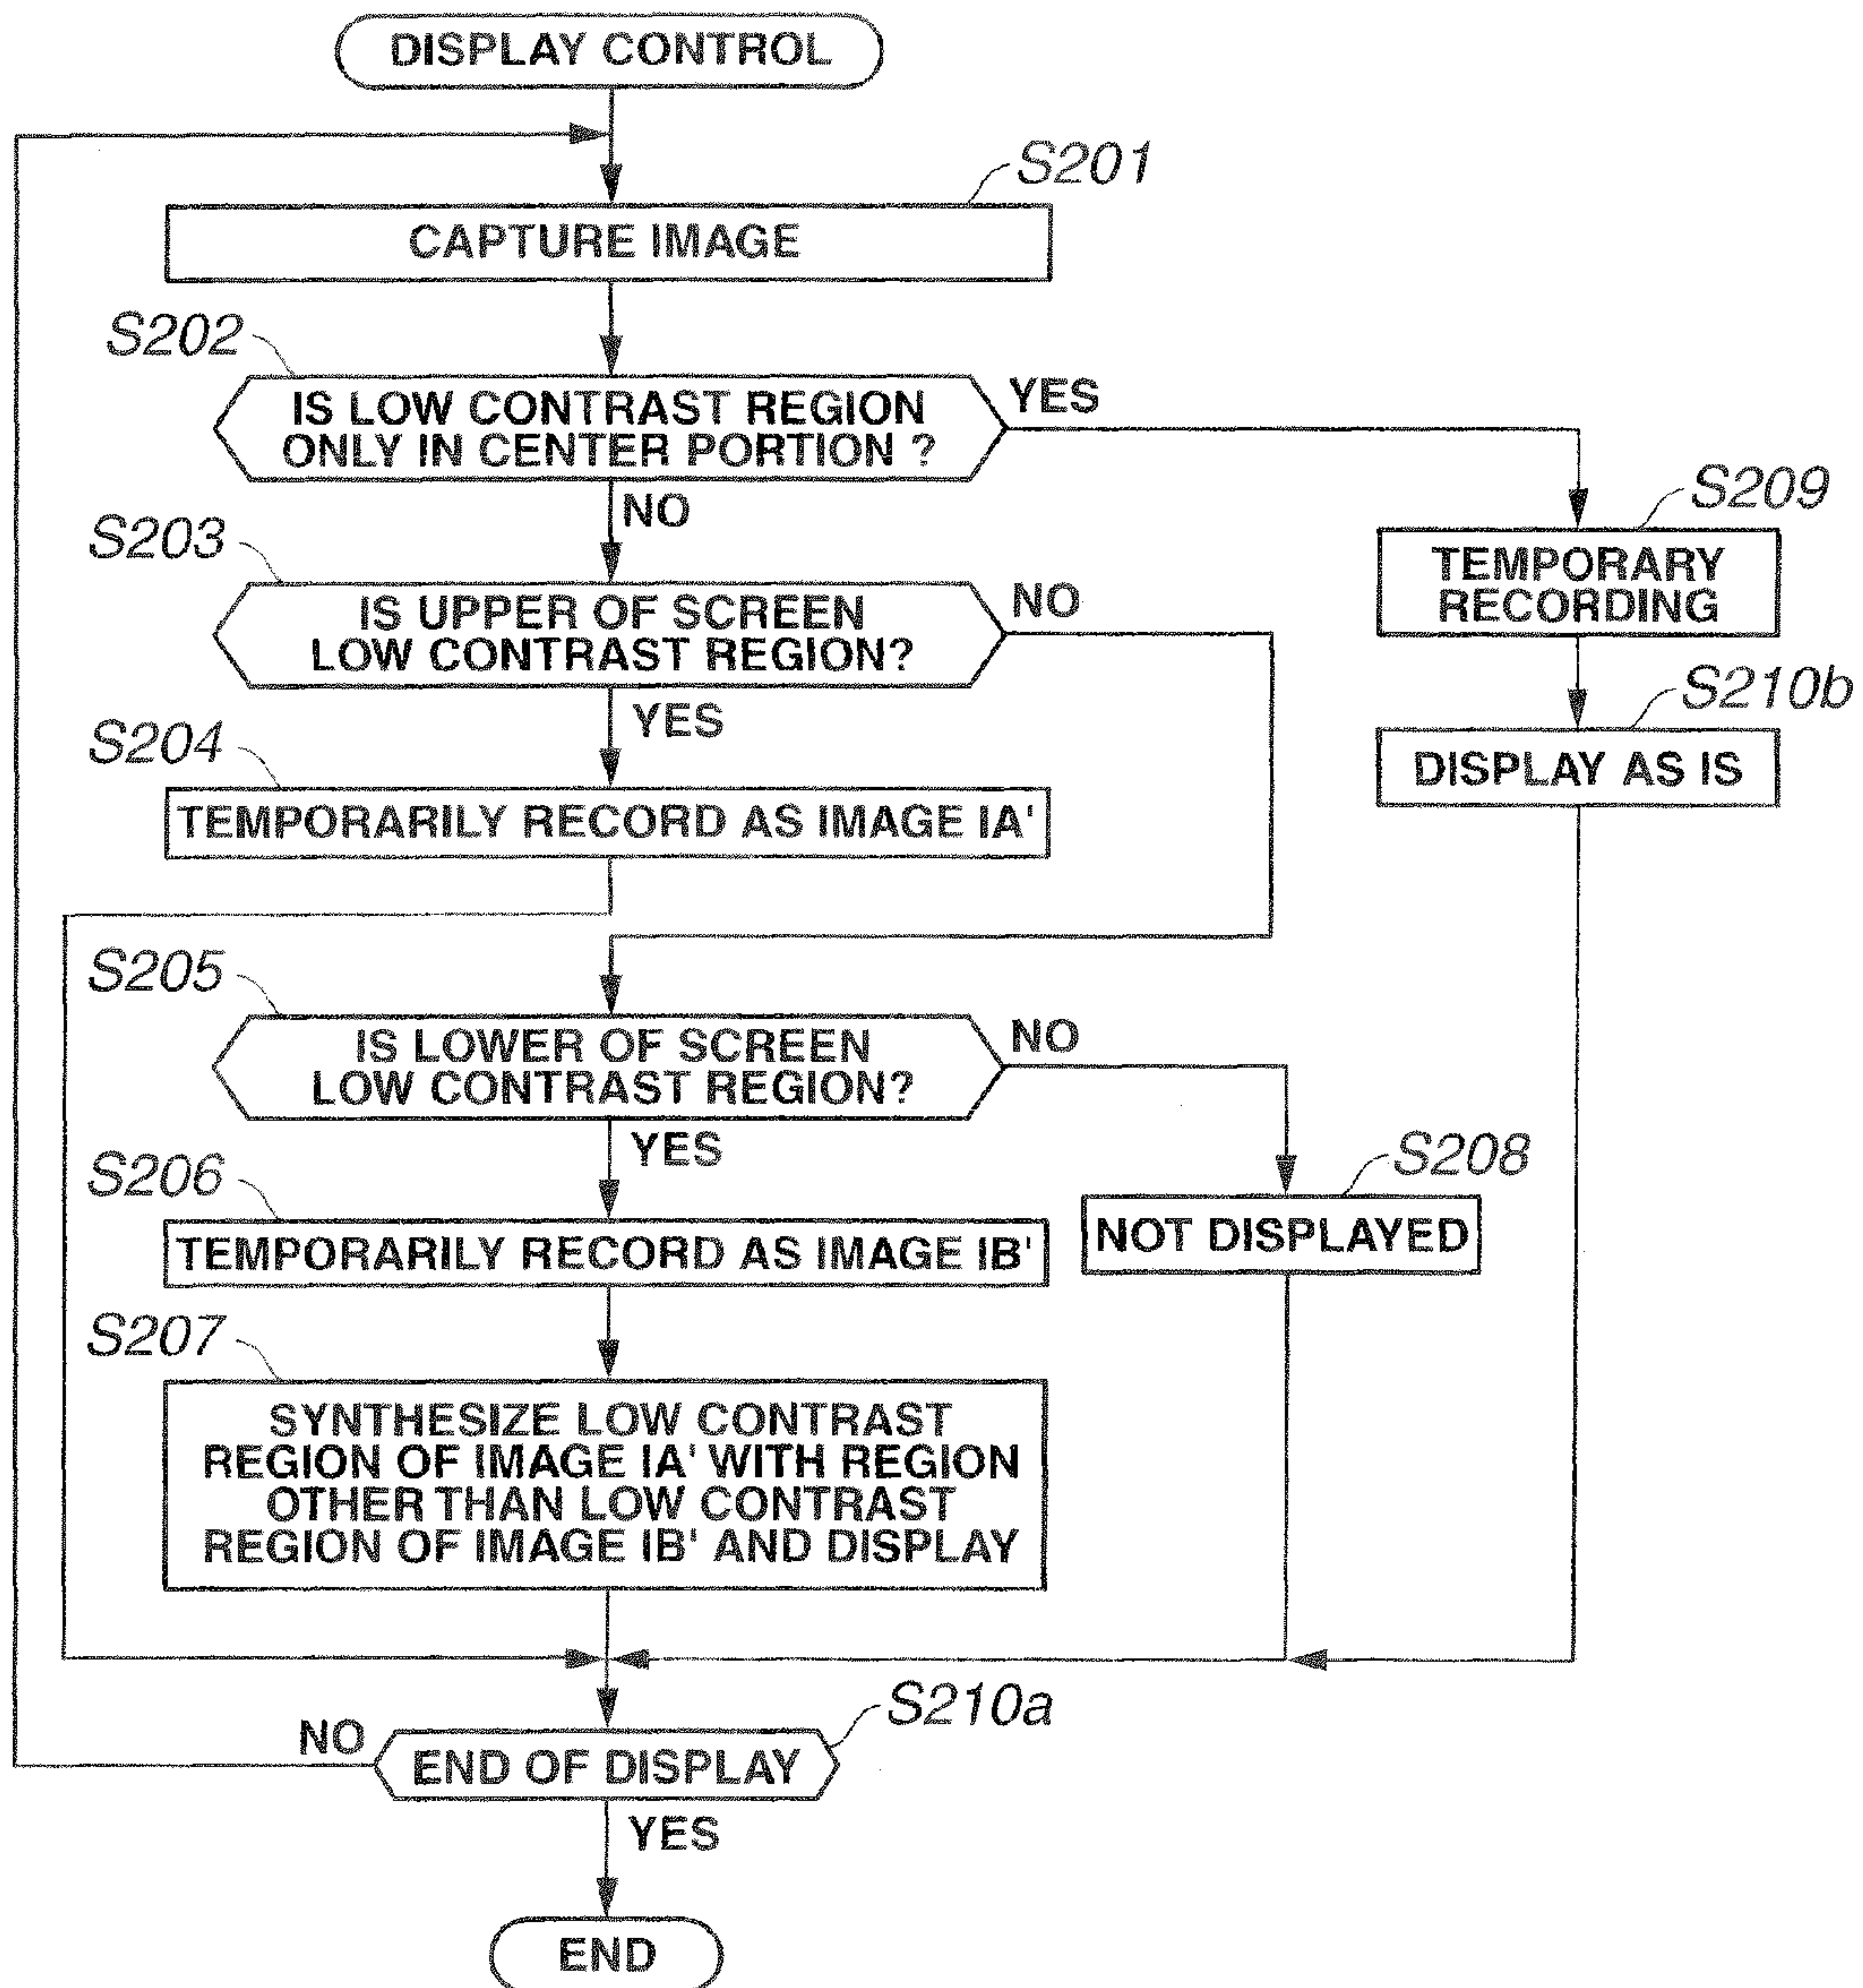 DISPLAY CONTROL
S201
CAPTURE IMAGE
S202
IS LOW CONTRAST REGION
ONLY IN CENTER PORTION ?
YES
NO
S209
TEMPORARY
RECORDING
S203
IS UPPER OF SCREEN
LOW CONTRAST REGION?
NO
YES
S210b
DISPLAY AS IS
S204
TEMPORARILY RECORD AS IMAGE IA'
S205
IS LOWER OF SCREEN
LOW CONTRAST REGION?
NO
YES
S208
NOT DISPLAYED
S206
TEMPORARILY RECORD AS IMAGE IB'
S207
SYNTHESIZE LOW CONTRAST
REGION OF IMAGE IA' WITH REGION
OTHER THAN LOW CONTRAST
REGION OF IMAGE IB' AND DISPLAY
S210a
NO
END OF DISPLAY
YES
END